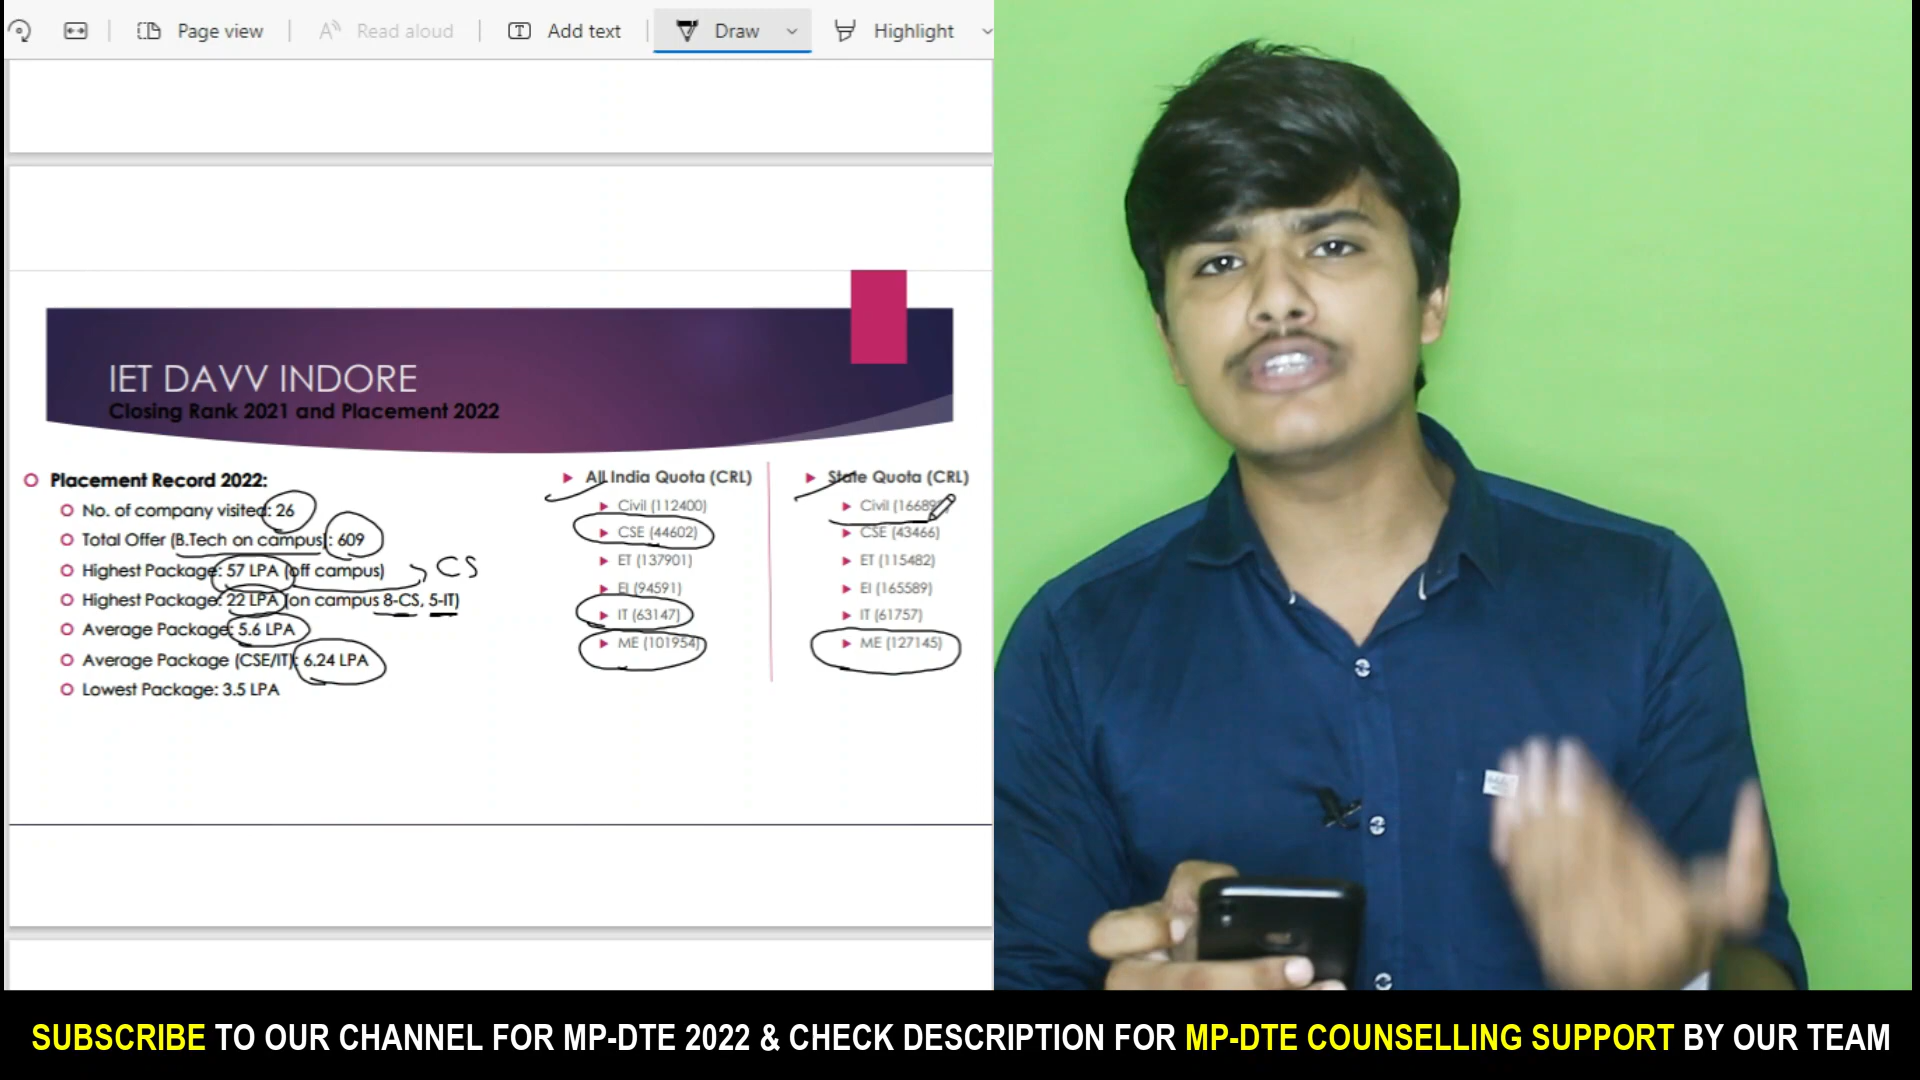 Page view
Read aloud
Add text
Draw
Highlight
IET DAVV INDORE
Closing Rank 2021 and Placement 2022
Placement Record 2022:
No. of company visited: 26
Total Offer (B.Tech on campus): 609
Highest Package: 57 LPA (off campus)
CS
Highest Package: 22 LPA (on campus 8-CS, 5-IT)
Average Package: 5.6 LPA
Average Package (CSE/IT): 6.24 LPA
Lowest Package: 3.5 LPA
All India Quota (CRL)
Civil (112400)
CSE (44602)
ET (137901)
EI (94591)
IT (63147)
ME (101954)
State Quota (CRL)
Civil
CSE (43466)
ET (115482)
EI (165589)
IT (61757)
ME (127145)
SUBSCRIBE TO OUR CHANNEL FOR MP-DTE 2022 & CHECK DESCRIPTION FOR MP-DTE COUNSELLING SUPPORT BY OUR TEAM